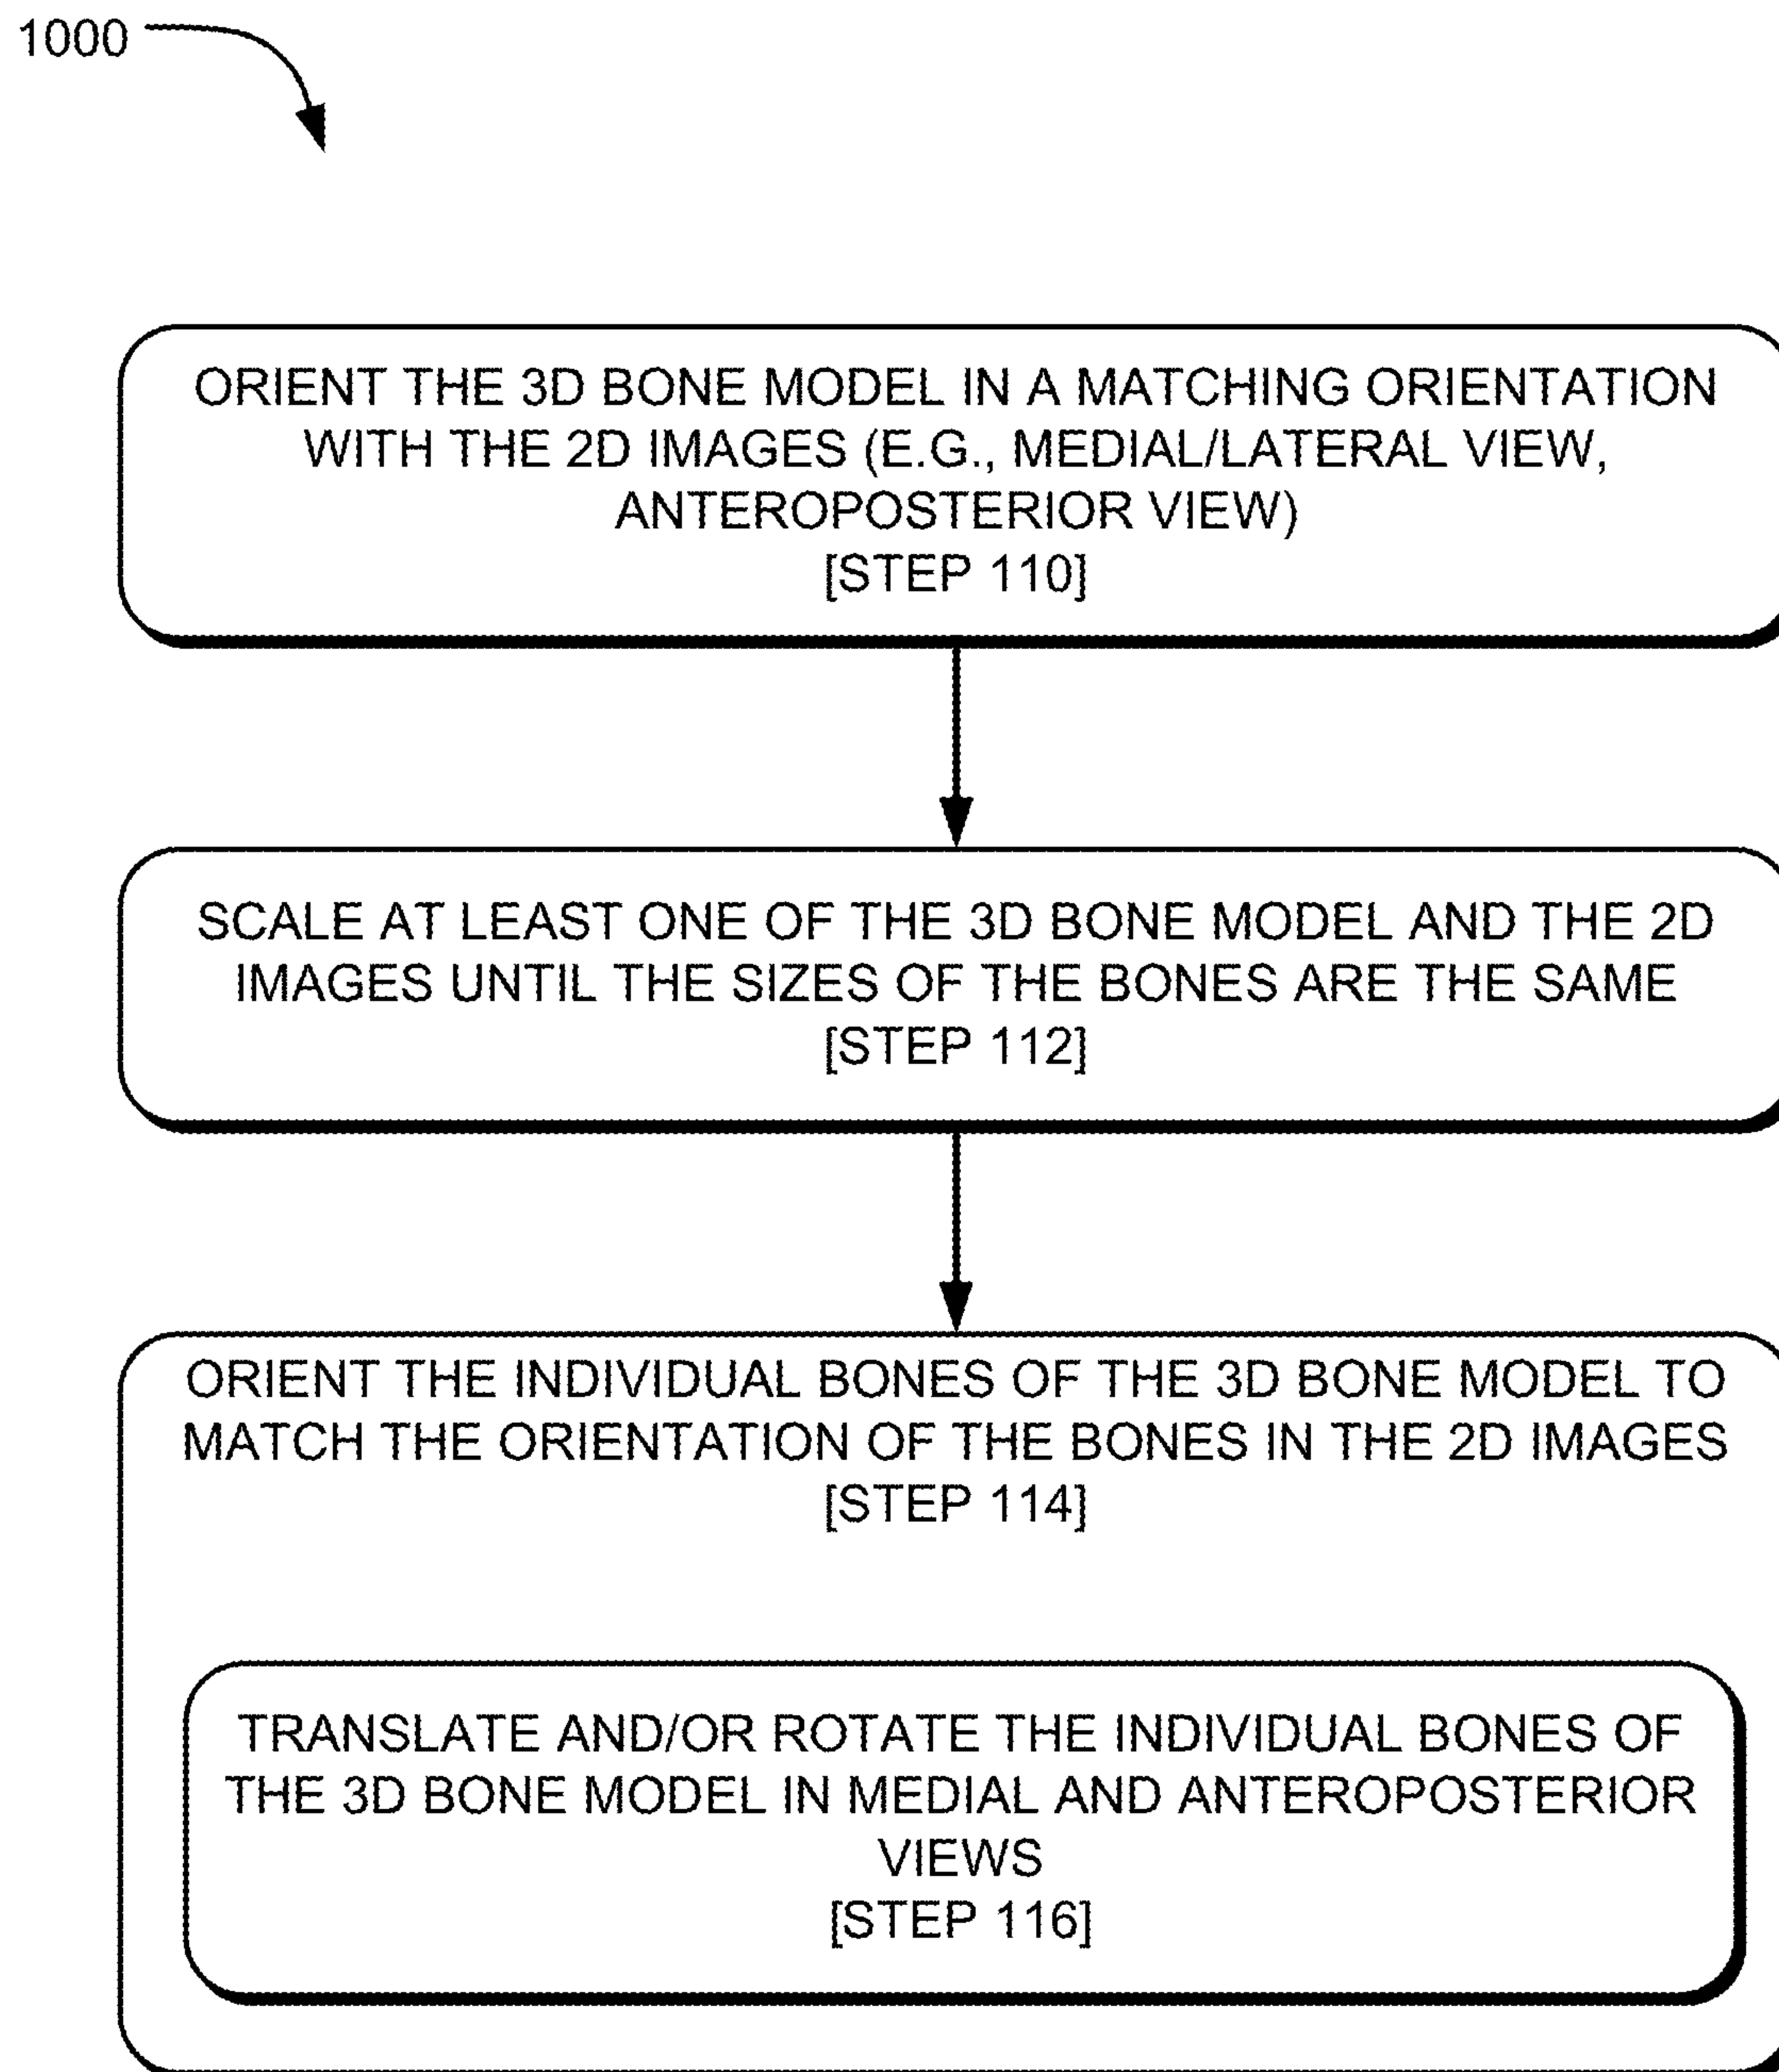 1000
ORIENT THE 3D BONE MODEL IN A MATCHING ORIENTATION
WITH THE 2D IMAGES (E.G., MEDIAL/LATERAL VIEW,
ANTEROPOSTERIOR VIEW)
[STEP 110]
SCALE AT LEAST ONE OF THE 3D BONE MODEL AND THE 2D
IMAGES UNTIL THE SIZES OF THE BONES ARE THE SAME
[STEP 112]
ORIENT THE INDIVIDUAL BONES OF THE 3D BONE MODEL TO
MATCH THE ORIENTATION OF THE BONES IN THE 2D IMAGES
[STEP 114]
TRANSLATE AND/OR ROTATE THE INDIVIDUAL BONES OF
THE 3D BONE MODEL IN MEDIAL AND ANTEROPOSTERIOR
VIEWS
[STEP 116]